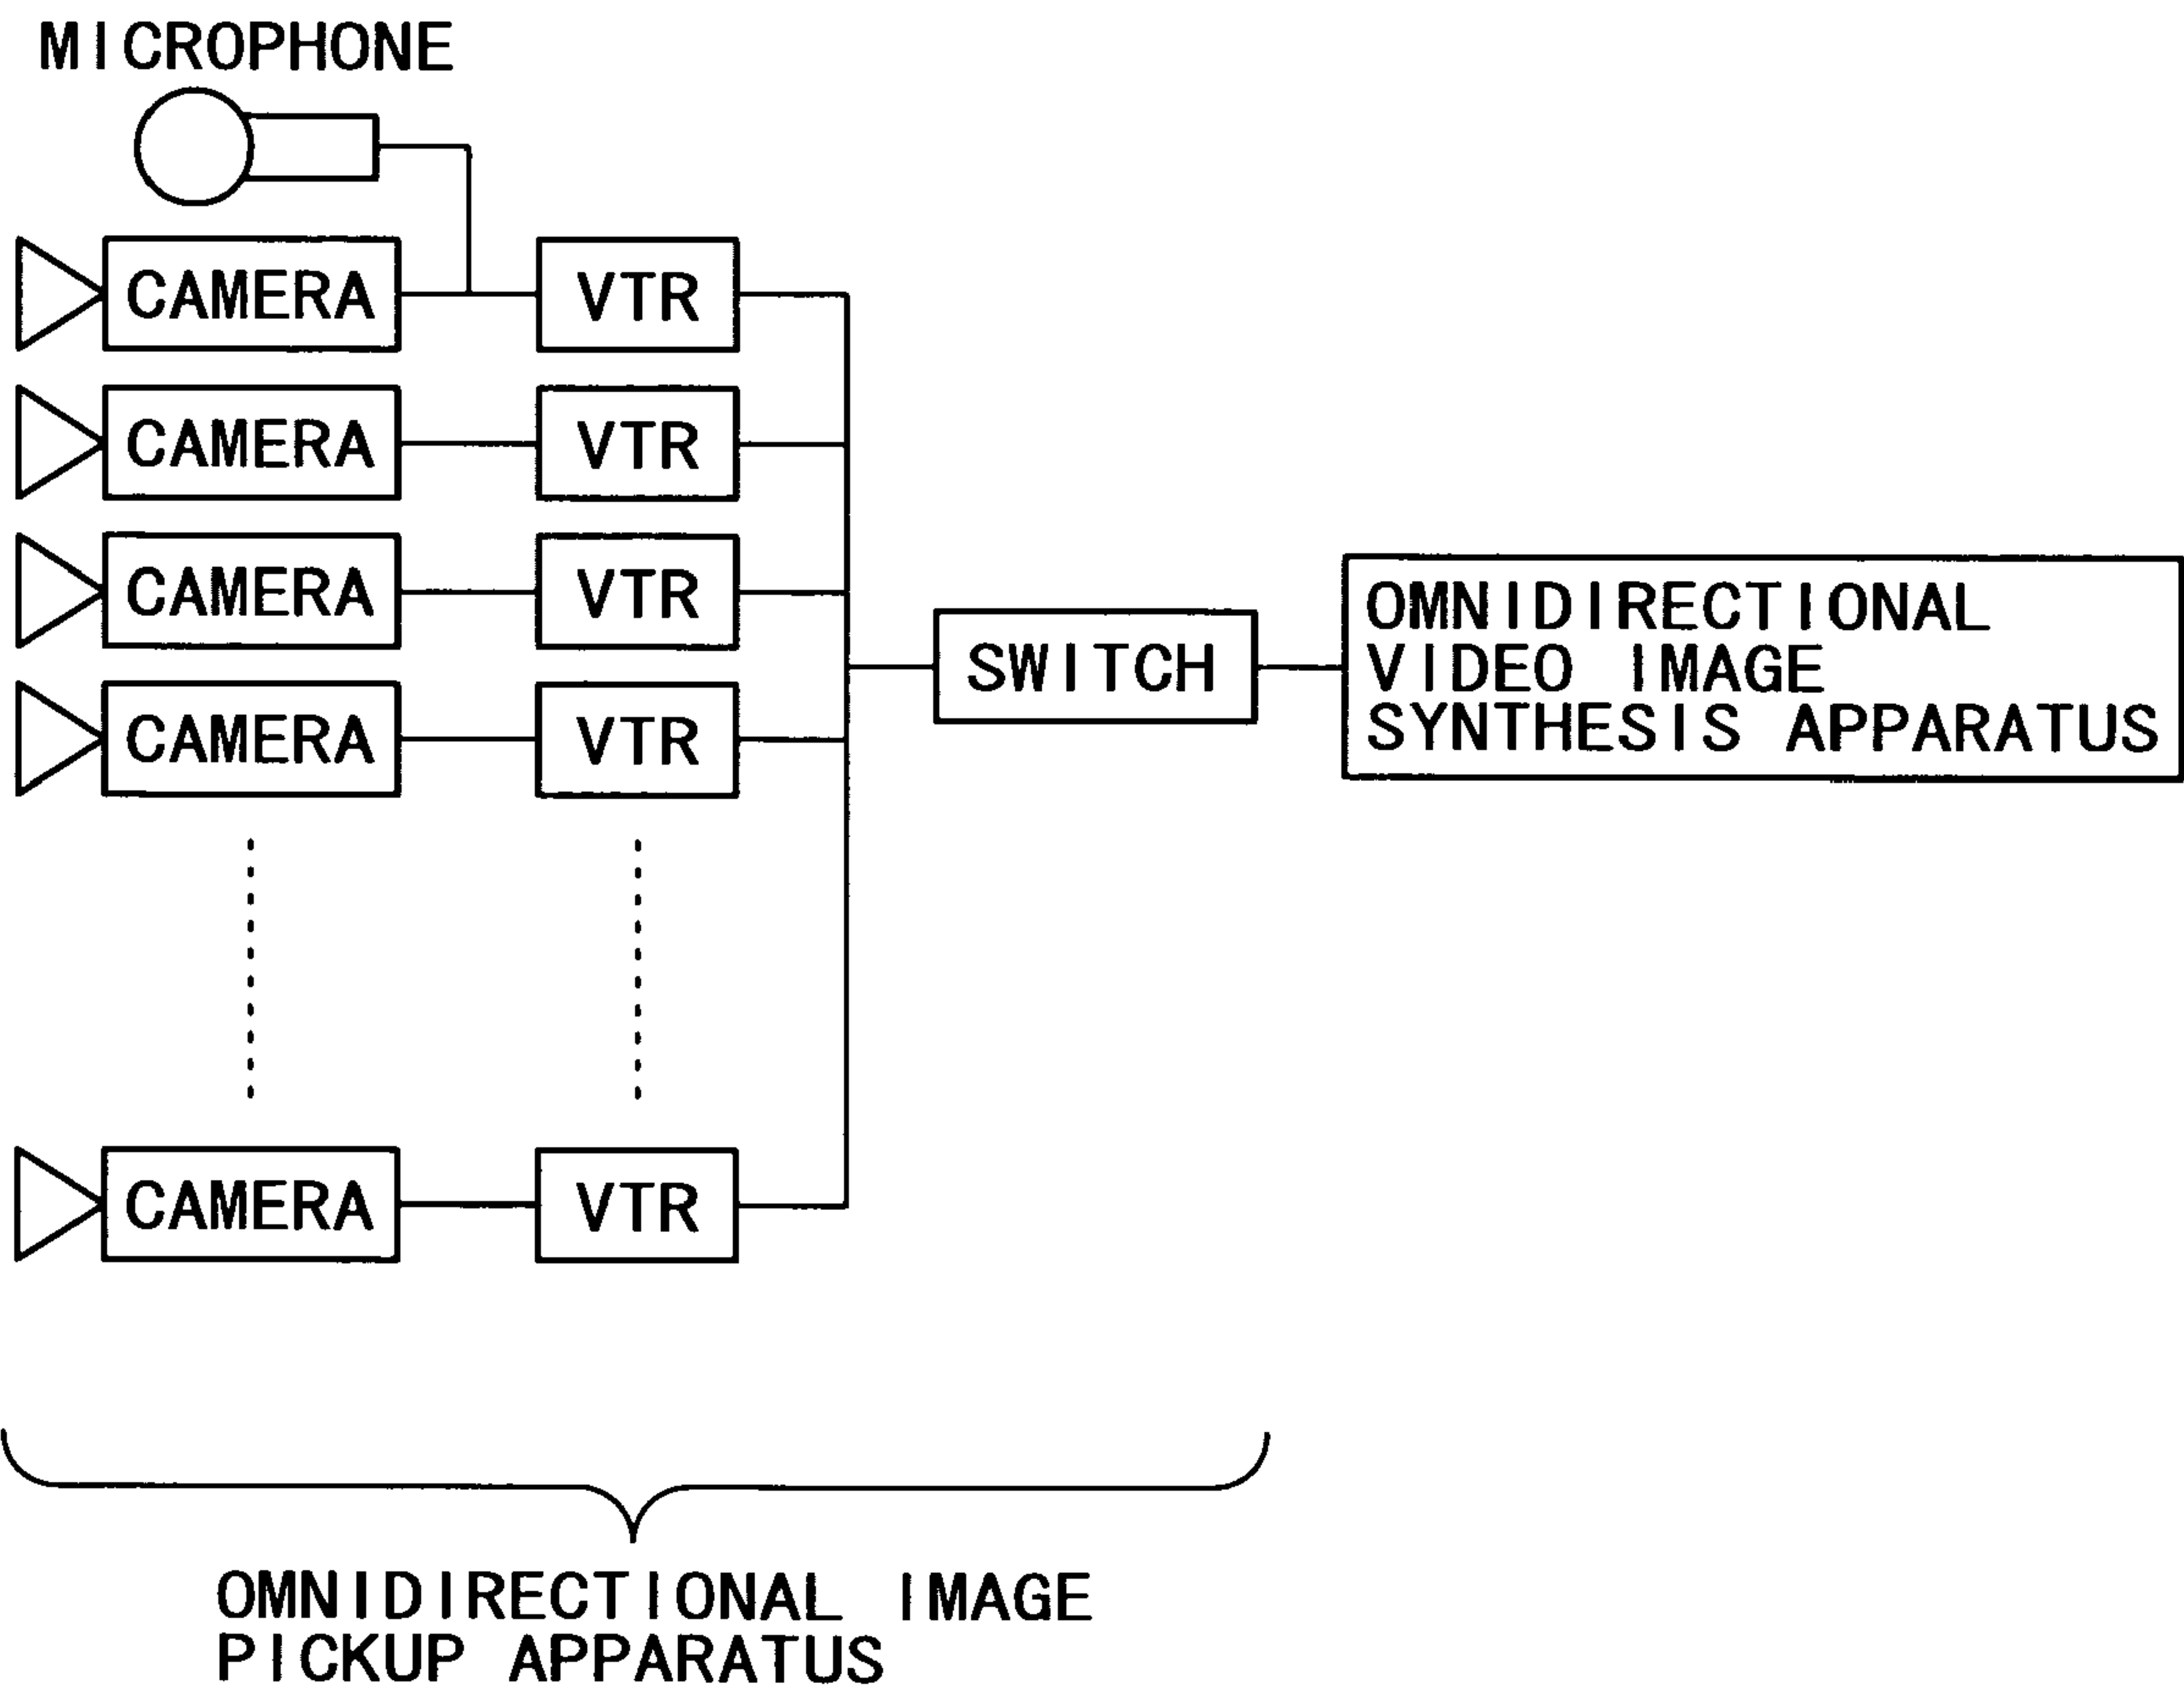 MICROPHONE
CAMERA VTR
CAMERA VTR
CAMERA VTR
CAMERA VTR
SWITCH
OMNIDIRECTIONAL
VIDEO IMAGE
SYNTHESIS APPARATUS
CAMERA VTR
OMNIDIRECTIONAL IMAGE
PICKUP APPARATUS